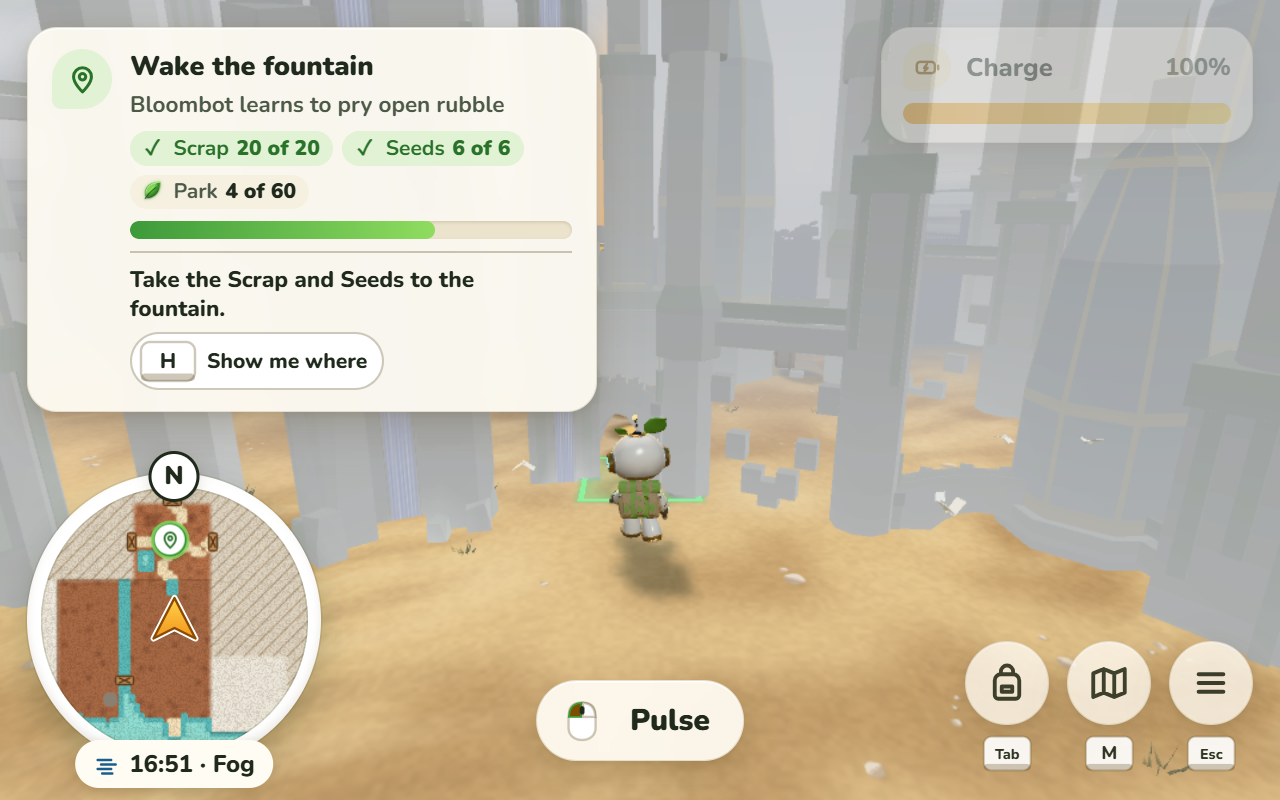 Wake the fountain
Bloombot learns to pry open rubble
Scrap 20 of 20
Seeds 6 of 6
Park 4 of 60
Take the Scrap and Seeds to the
fountain.
H Show me where
Charge 100%
N
16:51 · Fog
Pulse
Tab
M
Esc